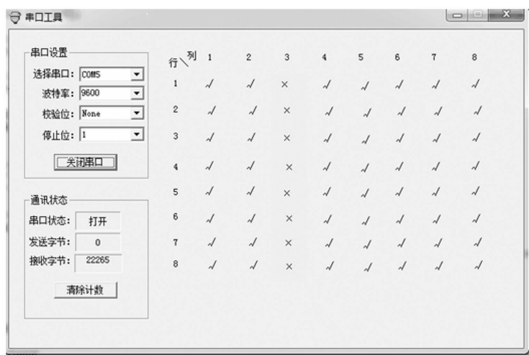 串口工具
串口设置
选择串口: COM5
波特率: 9600
校验位: None
停止位: 1
关闭串口
通讯状态
串口状态: 打开
发送字节: 0
接收字节: 22265
清除计数
行\列 1 2 3 4 5 6 7 8
1 √ √ × √ √ √ √ √
2 √ √ × √ √ √ √ √
3 √ √ × √ √ √ √ √
4 √ √ × √ √ √ √ √
5 √ √ × √ √ √ √ √
6 √ √ × √ √ √ √ √
7 √ √ × √ √ √ √ √
8 √ √ × √ √ √ √ √